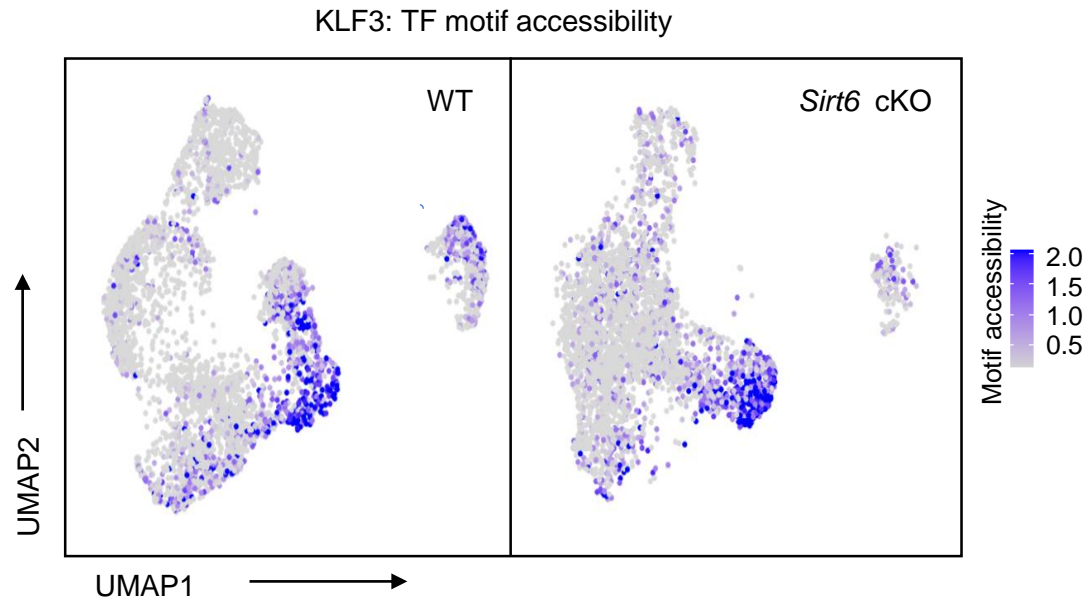 KLF3: TF motif accessibility
WT
Sirt6 cKO
Motif accessibility
2.0
1.5
1.0
0.5
UMAP2
UMAP1